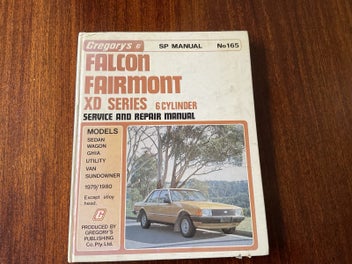 Gregory's c SP MANUAL No165
FALCON
FAIRMONT
XD SERIES 6 CYLINDER
SERVICE AND REPAIR MANUAL
MODELS
SEDAN
WAGON
GHIA
UTILITY
VAN
SUNDOWNER
1979/1980
Except alloy
head.
C
PRODUCED BY
GREGORY'S
PUBLISHING
Co.Pty.Ltd.